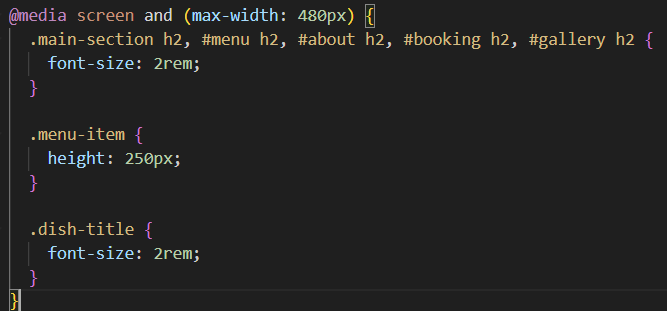 @media screen and (max-width: 480px) {
  .main-section h2, #menu h2, #about h2, #booking h2, #gallery h2 {
    font-size: 2rem;
  }

  .menu-item {
    height: 250px;
  }

  .dish-title {
    font-size: 2rem;
  }
}